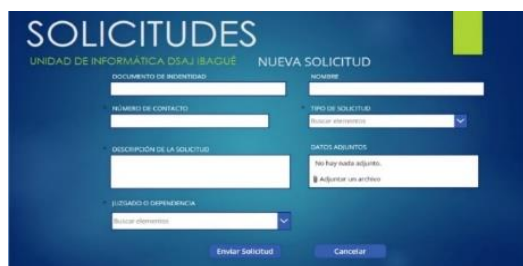 SOLICITUDES
UNIDAD DE INFORMÁTICA DSAJ IBAGUÉ
NUEVA SOLICITUD
DOCUMENTO DE INDENTIDAD
NOMBRE
* NÚMERO DE CONTACTO
* TIPO DE SOLICITUD
Buscar elementos
* DESCRIPCIÓN DE LA SOLICITUD
DATOS ADJUNTOS
No hay nada adjunto.
Adjuntar un archivo
* JUZGADO O DEPENDENCIA
Buscar elementos
Enviar Solicitud
Cancelar